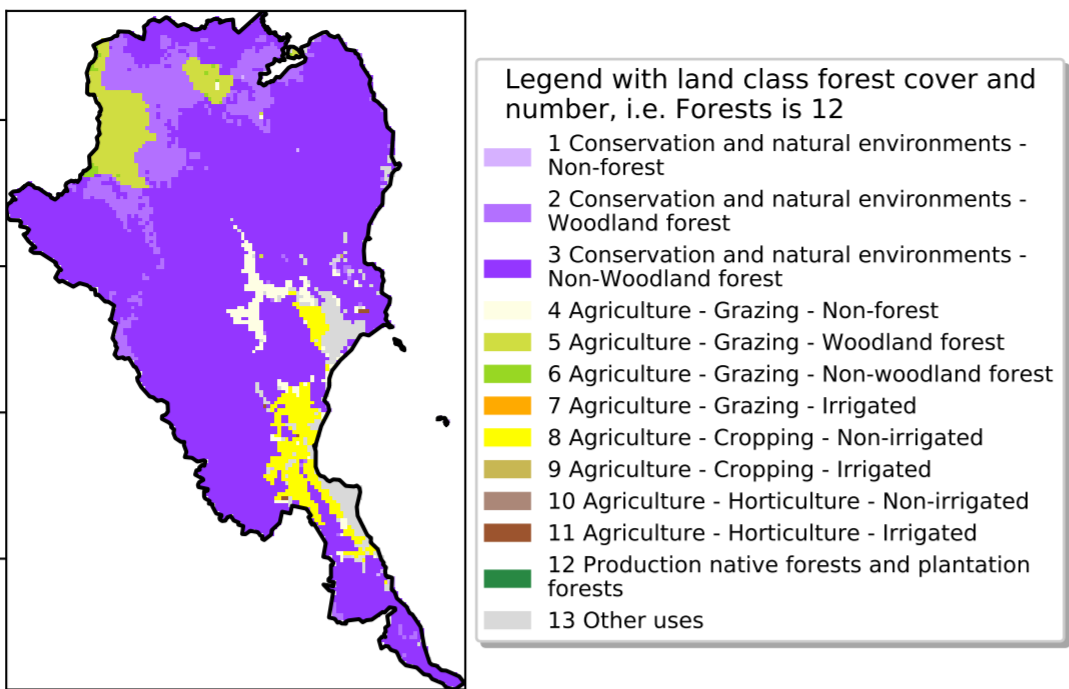 Legend with land class forest cover and
number, i.e. Forests is 12
1 Conservation and natural environments -
Non-forest
2 Conservation and natural environments -
Woodland forest
3 Conservation and natural environments -
Non-Woodland forest
4 Agriculture - Grazing - Non-forest
5 Agriculture - Grazing - Woodland forest
6 Agriculture - Grazing - Non-woodland forest
7 Agriculture - Grazing - Irrigated
8 Agriculture - Cropping - Non-irrigated
9 Agriculture - Cropping - Irrigated
10 Agriculture - Horticulture - Non-irrigated
11 Agriculture - Horticulture - Irrigated
12 Production native forests and plantation
forests
13 Other uses